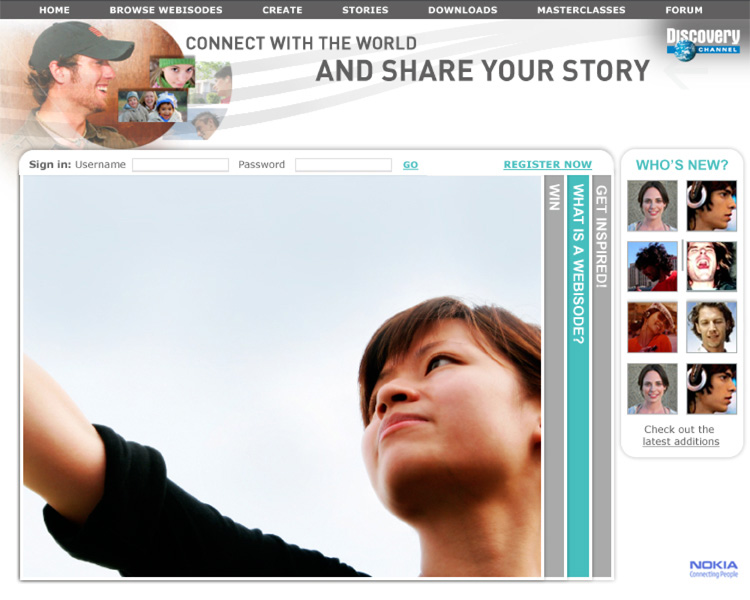 HOME BROWSE WEBISODES CREATE STORIES DOWNLOADS MASTERCLASSES FORUM
CONNECT WITH THE WORLD
AND SHARE YOUR STORY
Discovery
CHANNEL
Sign in: Username Password GO REGISTER NOW
WIN
WHAT IS A WEBISODE?
GET INSPIRED!
WHO'S NEW?
Check out the
latest additions
NOKIA
Connecting People